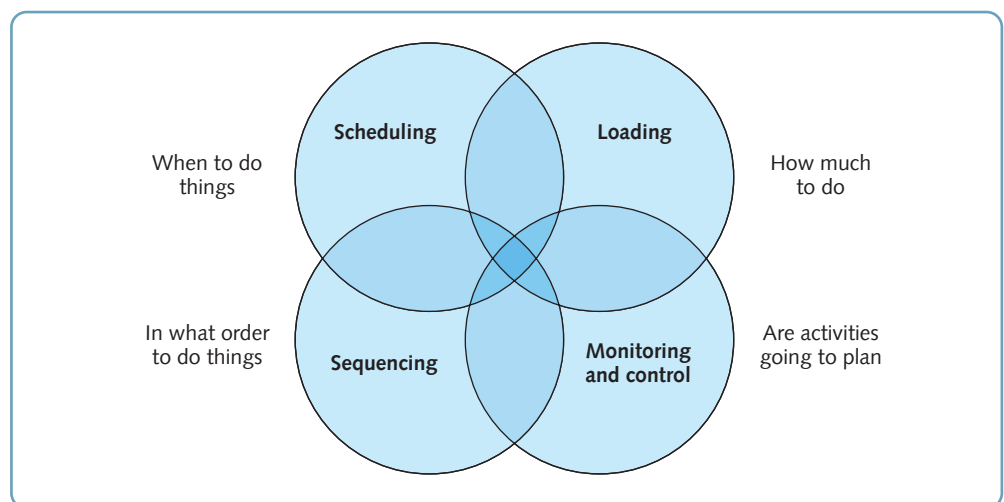 Scheduling
Loading
When to do
things
How much
to do
In what order
to do things
Sequencing
Monitoring
and control
Are activities
going to plan